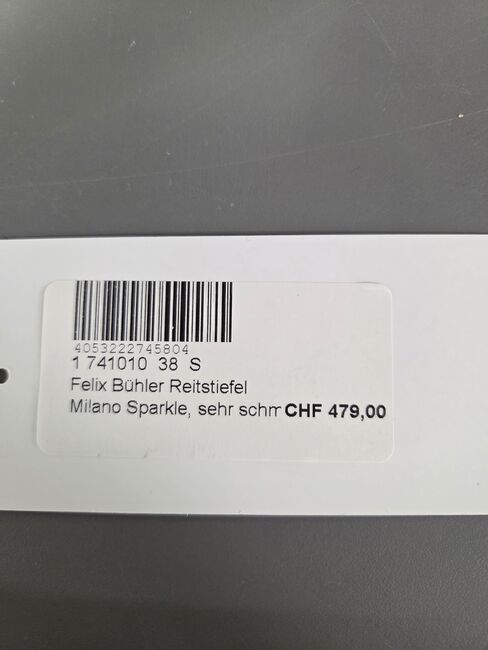 4053222745804
1 741010 38 S
Felix Bühler Reitstiefel
Milano Sparkle, sehr schm CHF 479,00